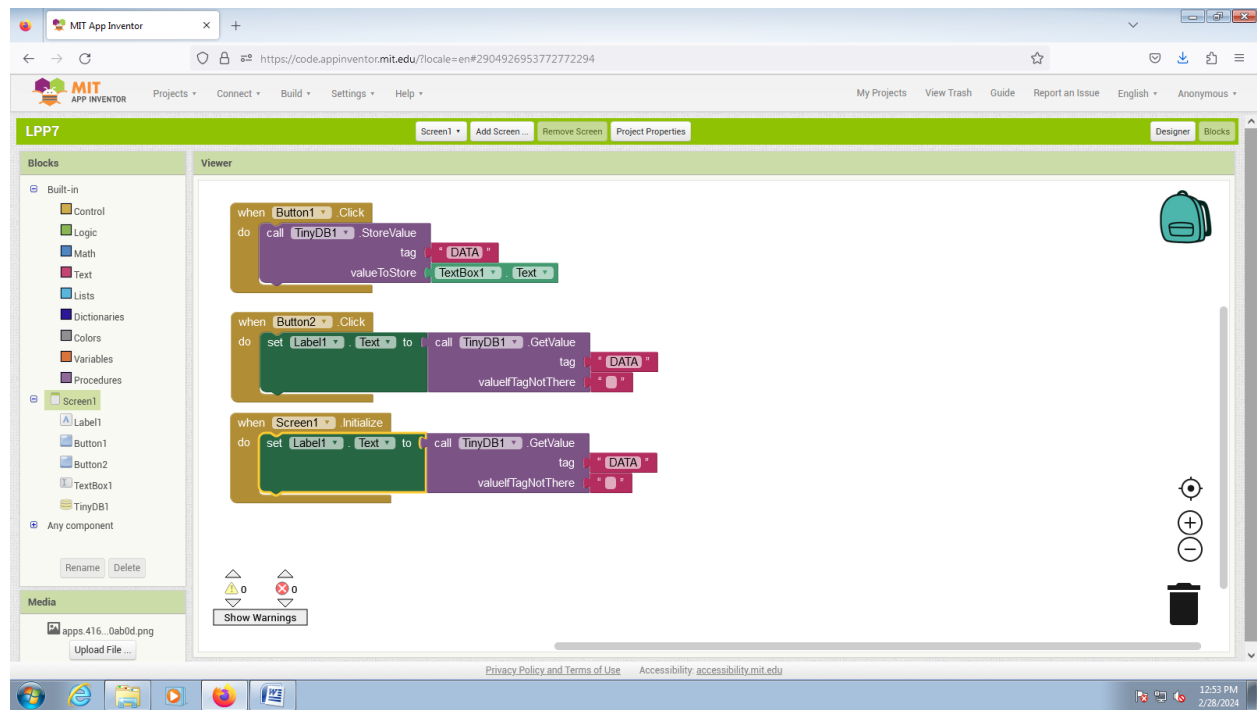 MIT App Inventor
https://code.appinventor.mit.edu/?locale=en#2904926953772772294
MIT
APP INVENTOR
Projects Connect Build Settings Help
My Projects View Trash Guide Report an Issue English Anonymous
LPP7
Screen1 Add Screen ... Remove Screen Project Properties
Designer Blocks
Blocks
Viewer
Built-in
Control
Logic
Math
Text
Lists
Dictionaries
Colors
Variables
Procedures
Screen1
Label1
Button1
Button2
TextBox1
TinyDB1
Any component
Rename Delete
Media
apps.416...0ab0d.png
Upload File ...
when Button1 .Click
do call TinyDB1 .StoreValue
tag " DATA "
valueToStore TextBox1 . Text
when Button2 .Click
do set Label1 . Text to call TinyDB1 .GetValue
tag " DATA "
valueIfTagNotThere " "
when Screen1 .Initialize
do set Label1 . Text to call TinyDB1 .GetValue
tag " DATA "
valueIfTagNotThere " "
0 0
Show Warnings
Privacy Policy and Terms of Use Accessibility: accessibility.mit.edu
12:53 PM
2/28/2024